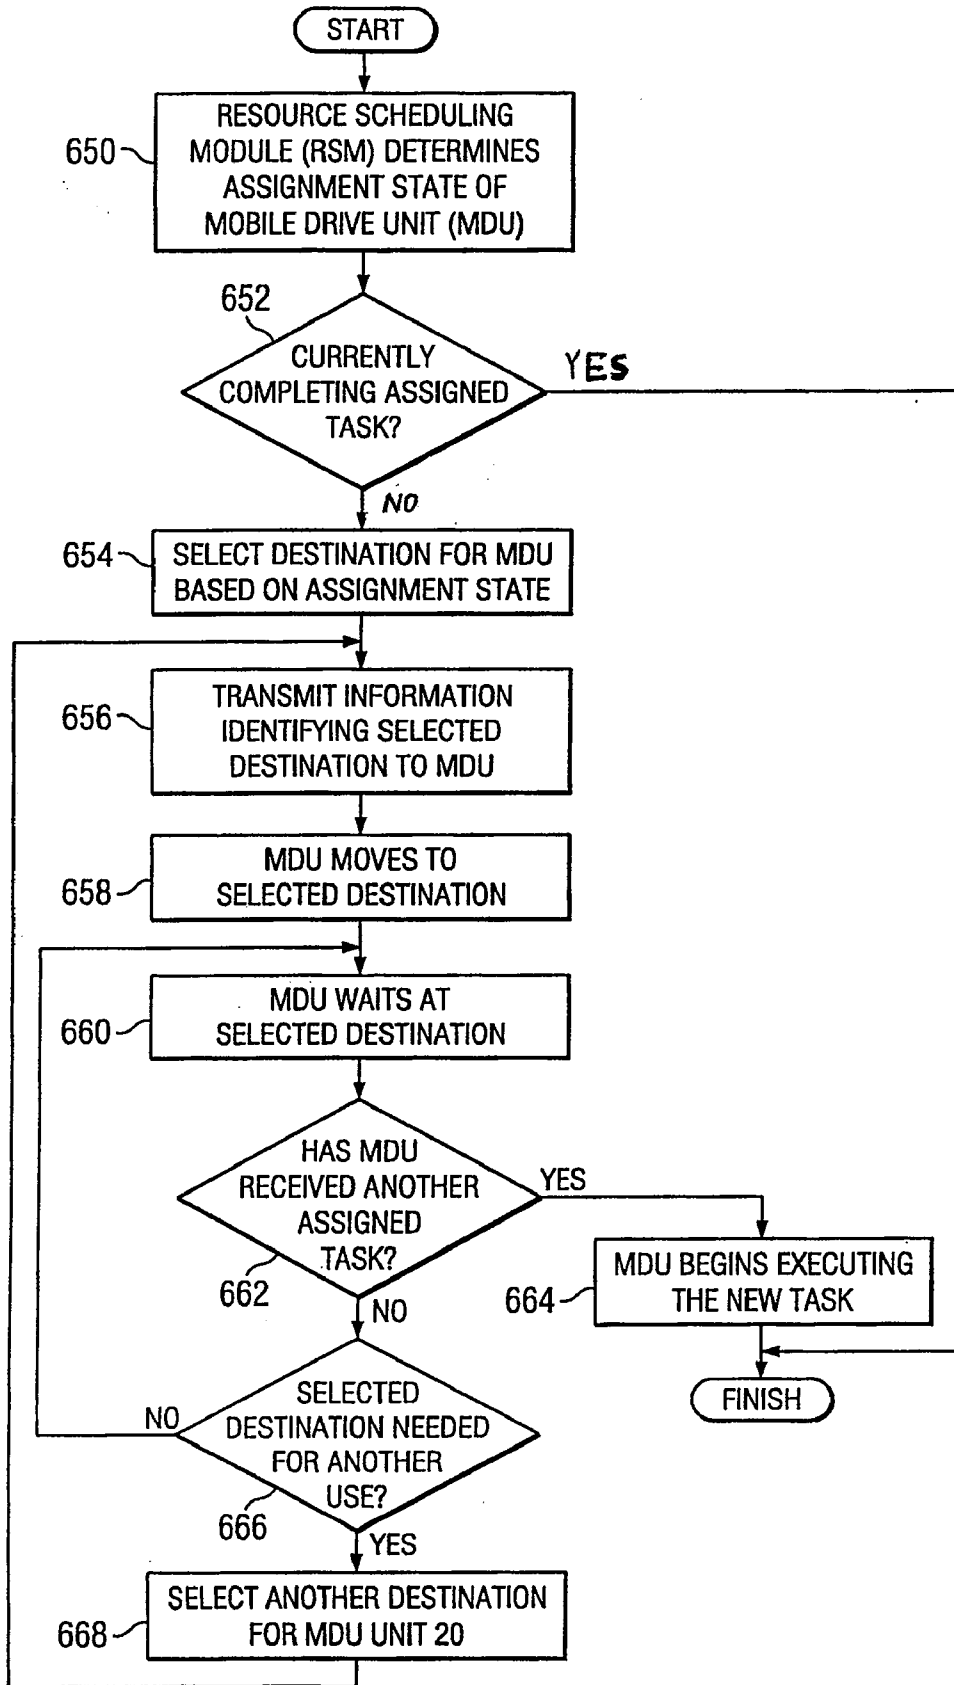 START
650
RESOURCE SCHEDULING
MODULE (RSM) DETERMINES
ASSIGNMENT STATE OF
MOBILE DRIVE UNIT (MDU)
652
CURRENTLY
COMPLETING ASSIGNED
TASK?
YES
NO
654
SELECT DESTINATION FOR MDU
BASED ON ASSIGNMENT STATE
656
TRANSMIT INFORMATION
IDENTIFYING SELECTED
DESTINATION TO MDU
658
MDU MOVES TO
SELECTED DESTINATION
660
MDU WAITS AT
SELECTED DESTINATION
HAS MDU
RECEIVED ANOTHER
ASSIGNED
TASK?
662
YES
664
MDU BEGINS EXECUTING
THE NEW TASK
FINISH
NO
SELECTED
DESTINATION NEEDED
FOR ANOTHER
USE?
666
NO
YES
668
SELECT ANOTHER DESTINATION
FOR MDU UNIT 20